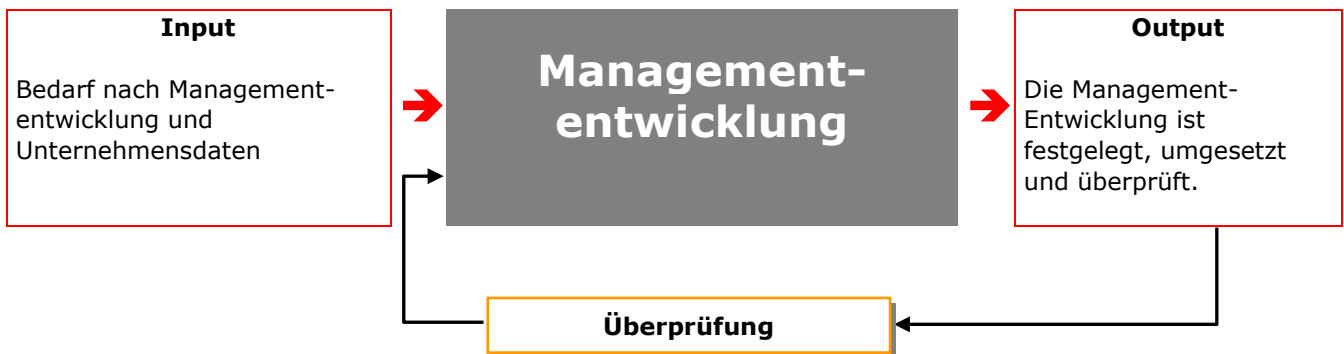 Input
Bedarf nach Management-
entwicklung und
Unternehmensdaten
Management-
entwicklung
Output
Die Management-
Entwicklung ist
festgelegt, umgesetzt
und überprüft.
Überprüfung